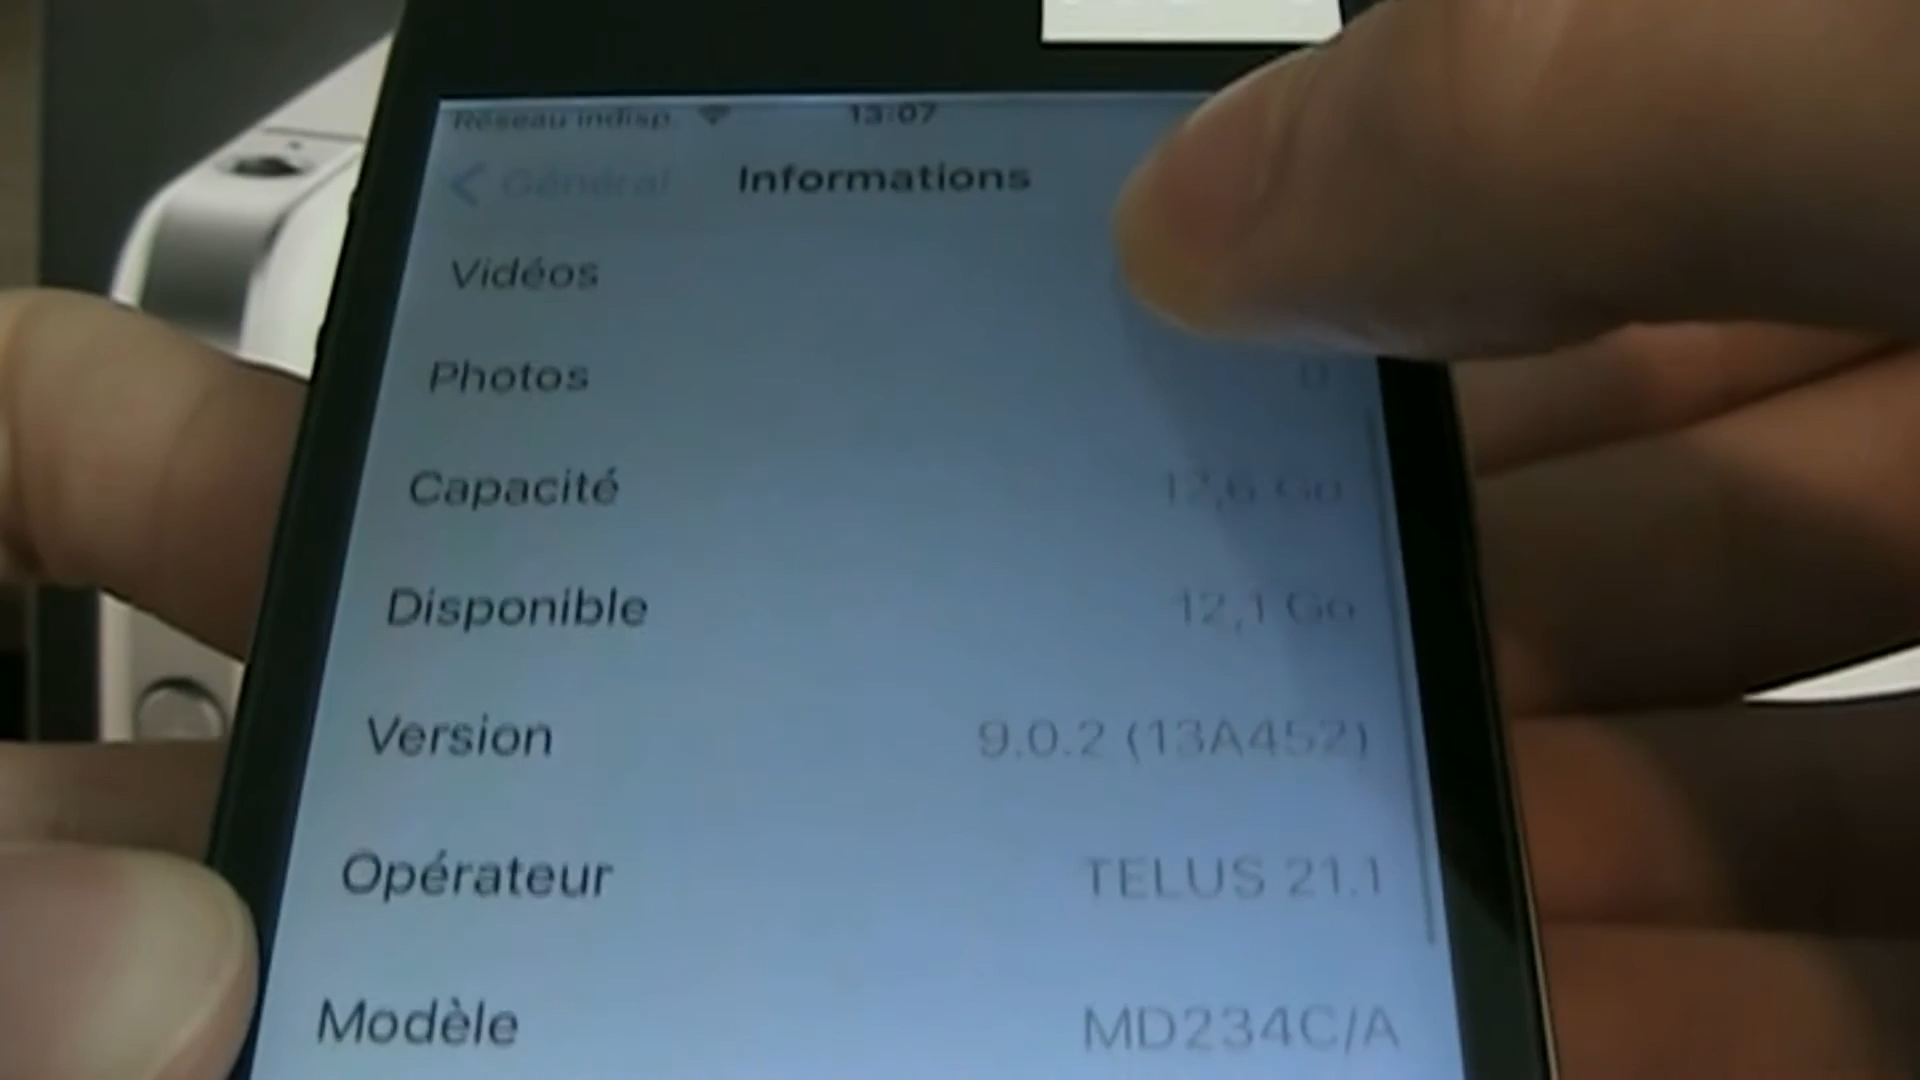 Réseau indisp. 13:07
Général Informations
Vidéos
Photos 0
Capacité 12,6 Go
Disponible 12,1 Go
Version 9.0.2 (13A452)
Opérateur TELUS 21.1
Modèle MD234C/A